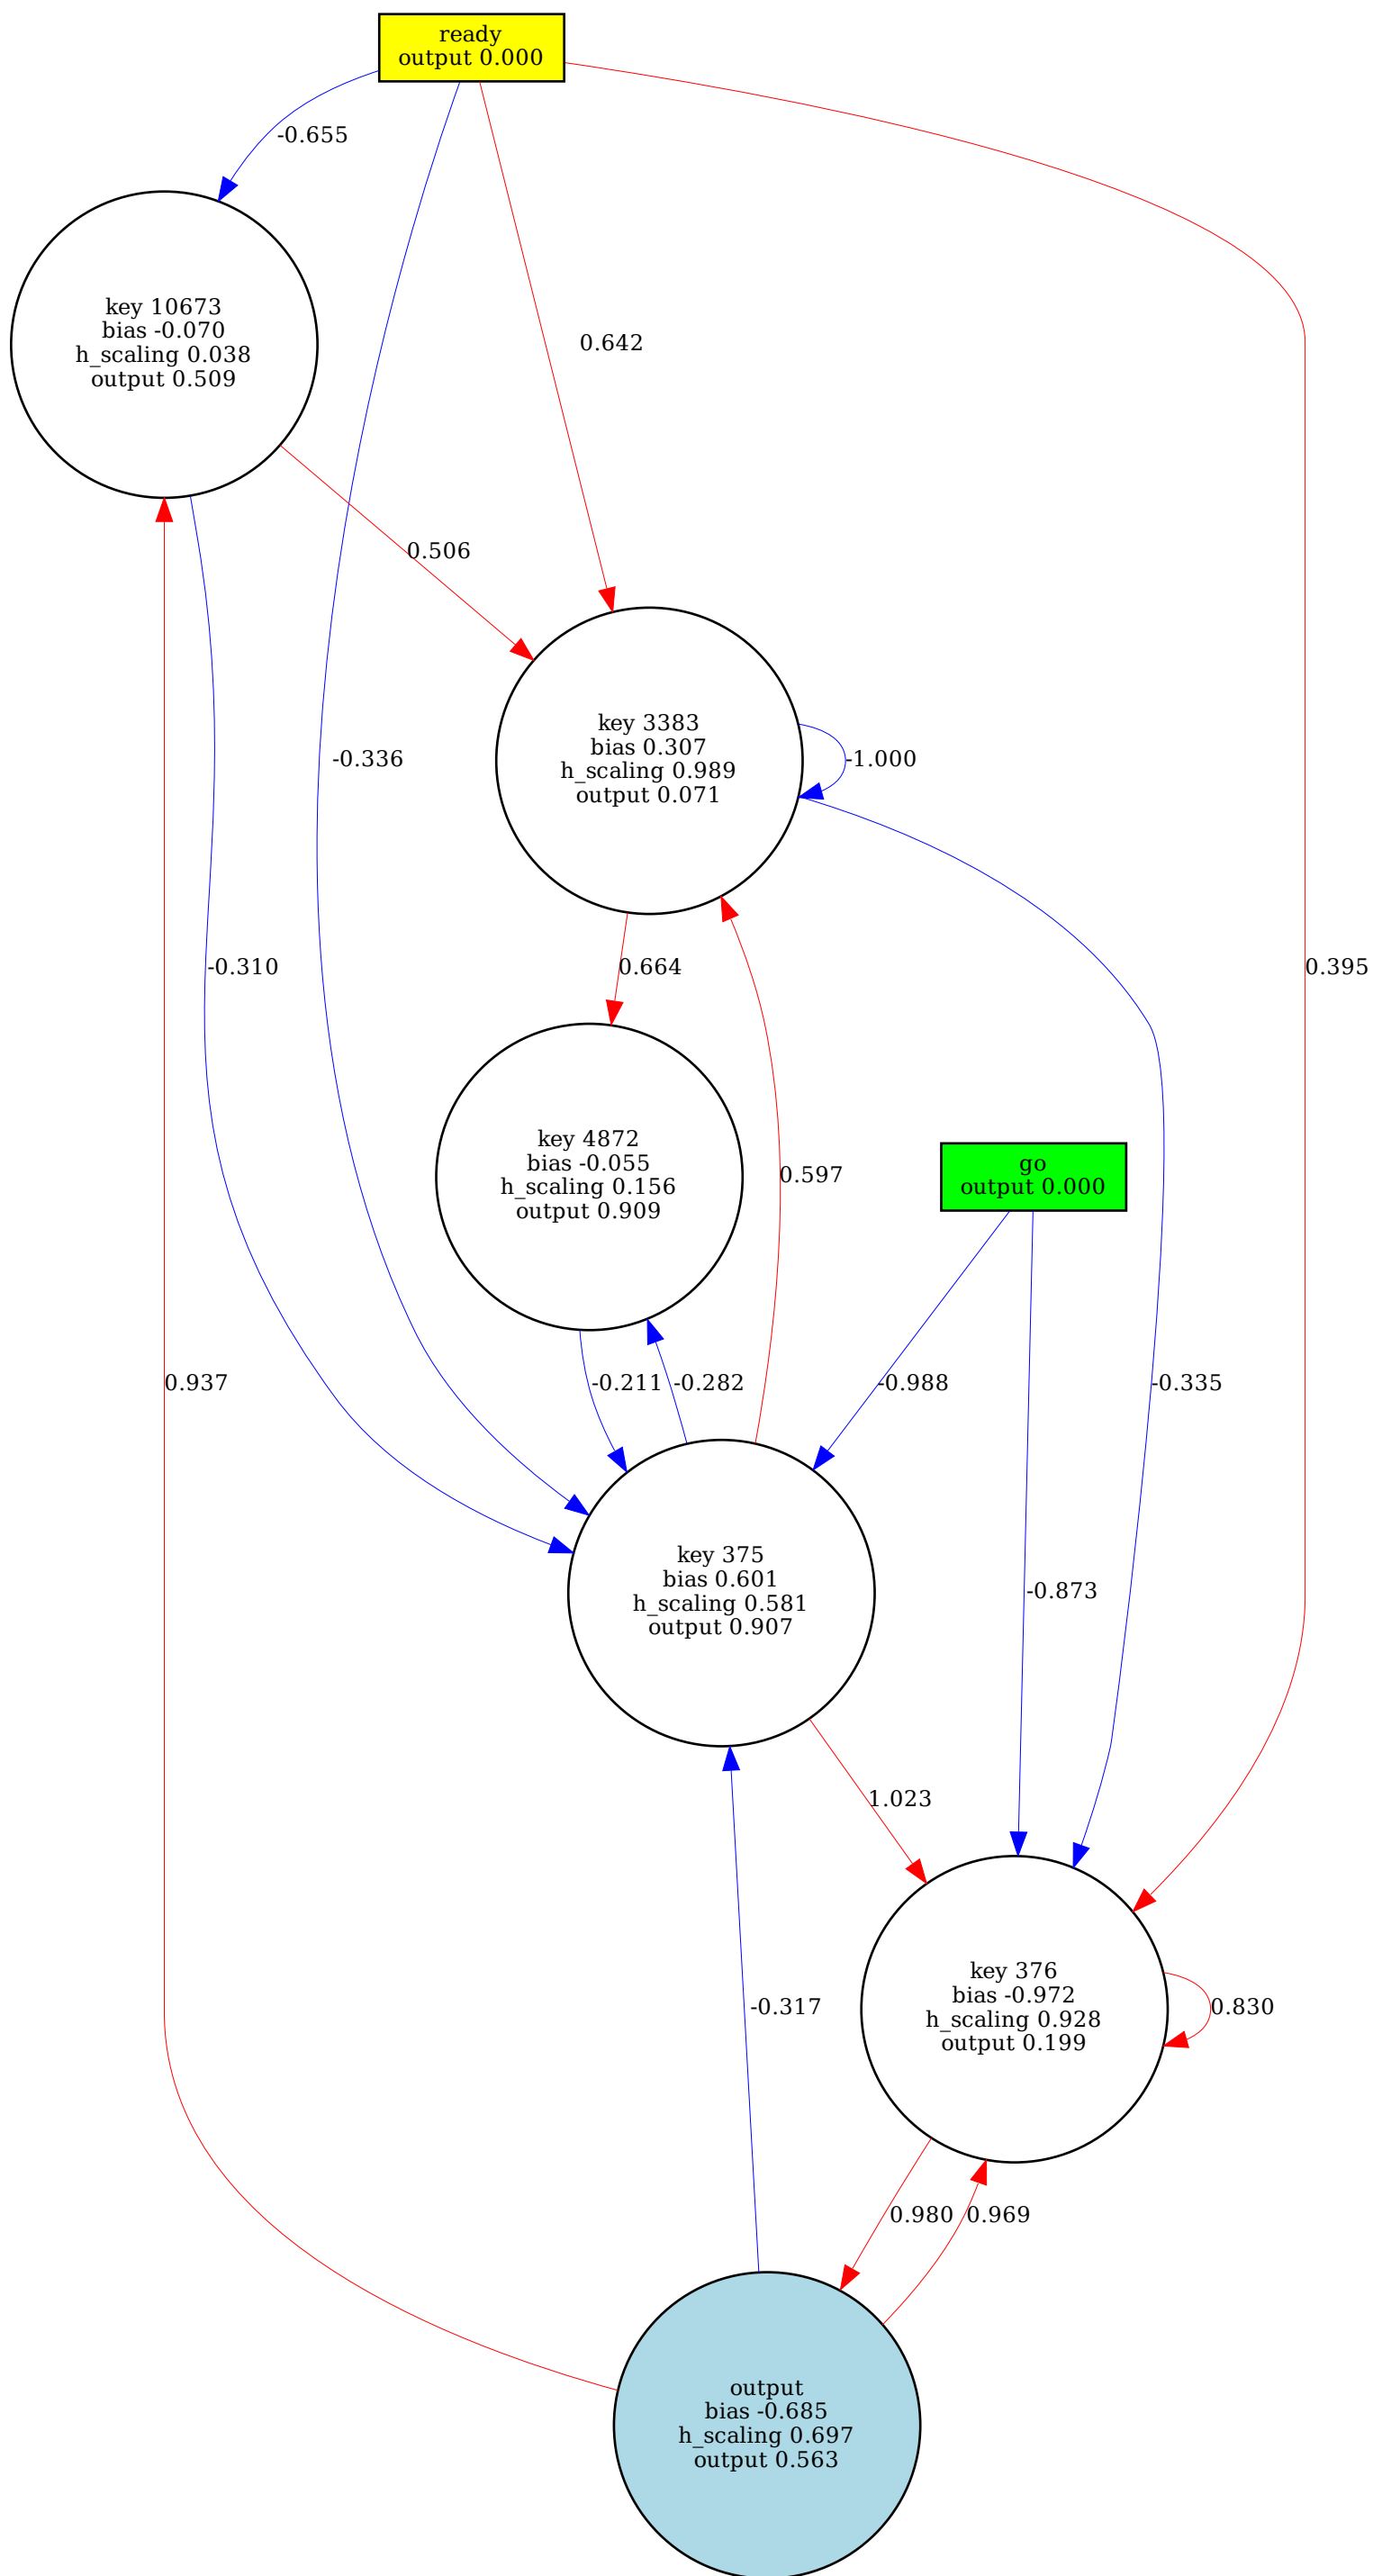 ready
output 0.000
-0.655
key 10673
bias -0.070
h_scaling 0.038
output 0.509
0.642
0.506
key 3383
bias 0.307
h_scaling 0.989
output 0.071
-0.336
-1.000
-0.310
0.664
0.395
key 4872
bias -0.055
h_scaling 0.156
output 0.909
0.597
go
output 0.000
0.937
-0.211
-0.282
-0.988
-0.335
key 375
bias 0.601
h_scaling 0.581
output 0.907
-0.873
1.023
key 376
bias -0.972
h_scaling 0.928
output 0.199
-0.317
0.830
0.980
0.969
output
bias -0.685
h_scaling 0.697
output 0.563